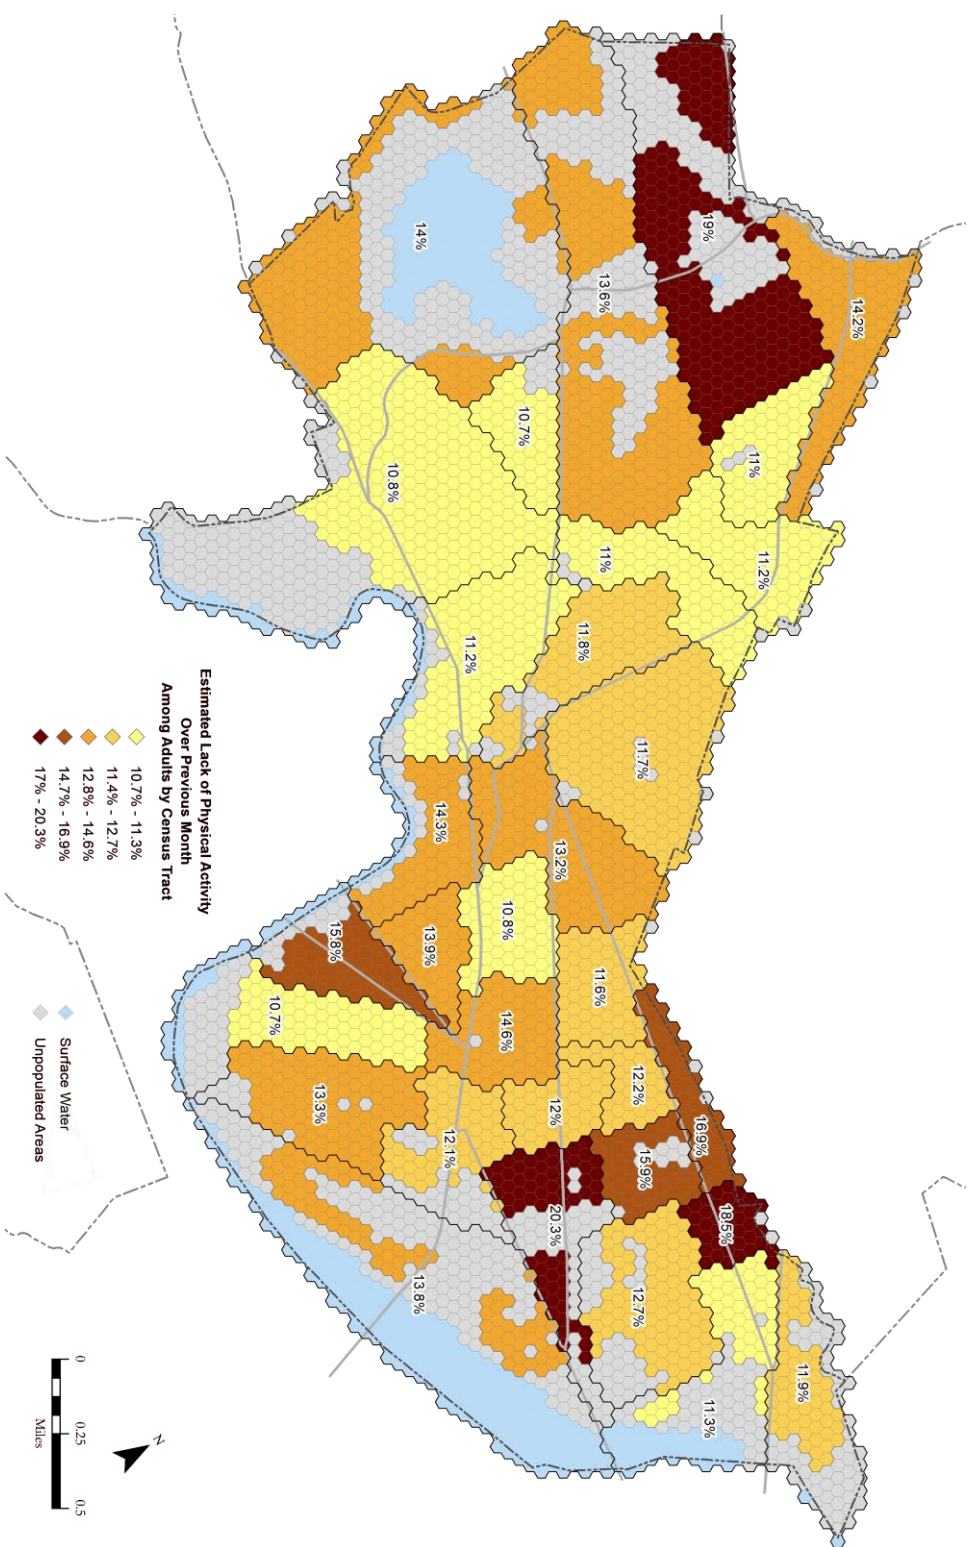 19%
14%
14.2%
13.6%
10.7%
11%
10.8%
11%
11.2%
11.8%
11.2%
11.7%
14.3%
13.2%
10.8%
13.9%
15.8%
11.6%
10.7%
14.6%
12.2%
13.3%
12%
12.1%
16.9%
15.9%
20.3%
18.5%
13.8%
12.7%
11.9%
11.3%
Estimated Lack of Physical Activity
Over Previous Month
Among Adults by Census Tract
10.7% - 11.3%
11.4% - 12.7%
12.8% - 14.6%
14.7% - 16.9%
17% - 20.3%
Surface Water
Unpopulated Areas
N
0 0.25 0.5
Miles